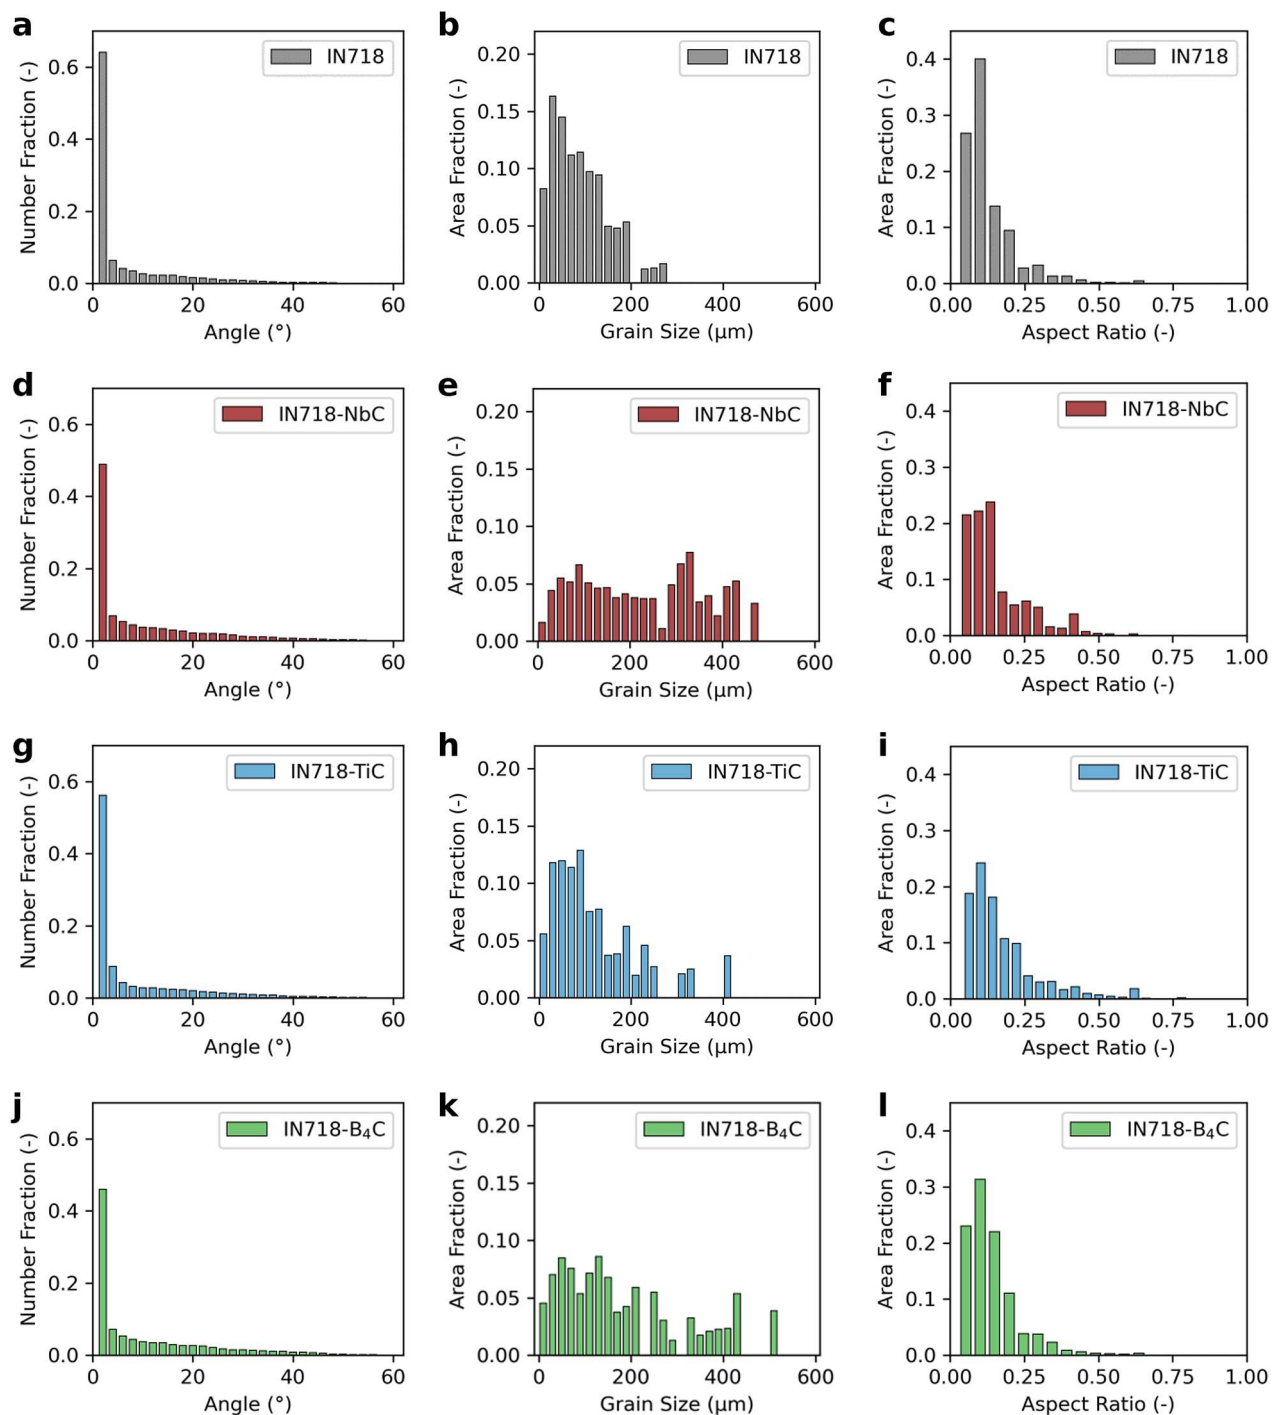 a
IN718
Number Fraction (-)
0.6
0.4
0.2
0.0
0 20 40 60
Angle (°)
b
IN718
Area Fraction (-)
0.20
0.15
0.10
0.05
0.00
0 200 400 600
Grain Size (μm)
c
IN718
Area Fraction (-)
0.4
0.3
0.2
0.1
0.0
0.00 0.25 0.50 0.75 1.00
Aspect Ratio (-)
d
IN718-NbC
Number Fraction (-)
0.6
0.4
0.2
0.0
0 20 40 60
Angle (°)
e
IN718-NbC
Area Fraction (-)
0.20
0.15
0.10
0.05
0.00
0 200 400 600
Grain Size (μm)
f
IN718-NbC
Area Fraction (-)
0.4
0.3
0.2
0.1
0.0
0.00 0.25 0.50 0.75 1.00
Aspect Ratio (-)
g
IN718-TiC
Number Fraction (-)
0.6
0.4
0.2
0.0
0 20 40 60
Angle (°)
h
IN718-TiC
Area Fraction (-)
0.20
0.15
0.10
0.05
0.00
0 200 400 600
Grain Size (μm)
i
IN718-TiC
Area Fraction (-)
0.4
0.3
0.2
0.1
0.0
0.00 0.25 0.50 0.75 1.00
Aspect Ratio (-)
j
IN718-B₄C
Number Fraction (-)
0.6
0.4
0.2
0.0
0 20 40 60
Angle (°)
k
IN718-B₄C
Area Fraction (-)
0.20
0.15
0.10
0.05
0.00
0 200 400 600
Grain Size (μm)
l
IN718-B₄C
Area Fraction (-)
0.4
0.3
0.2
0.1
0.0
0.00 0.25 0.50 0.75 1.00
Aspect Ratio (-)